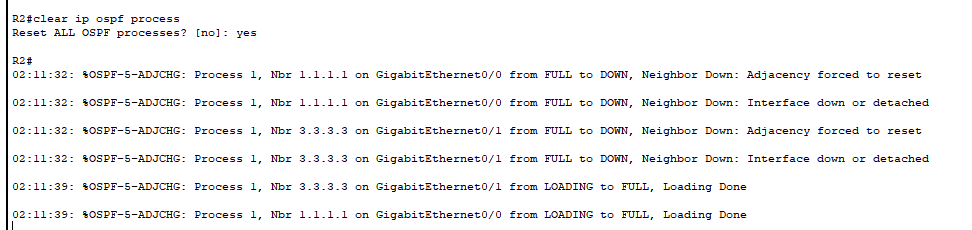 R2#clear ip ospf process
Reset ALL OSPF processes? [no]: yes
R2#
02:11:32: %OSPF-5-ADJCHG: Process 1, Nbr 1.1.1.1 on GigabitEthernet0/0 from FULL to DOWN, Neighbor Down: Adjacency forced to reset
02:11:32: %OSPF-5-ADJCHG: Process 1, Nbr 1.1.1.1 on GigabitEthernet0/0 from FULL to DOWN, Neighbor Down: Interface down or detached
02:11:32: %OSPF-5-ADJCHG: Process 1, Nbr 3.3.3.3 on GigabitEthernet0/1 from FULL to DOWN, Neighbor Down: Adjacency forced to reset
02:11:32: %OSPF-5-ADJCHG: Process 1, Nbr 3.3.3.3 on GigabitEthernet0/1 from FULL to DOWN, Neighbor Down: Interface down or detached
02:11:39: %OSPF-5-ADJCHG: Process 1, Nbr 3.3.3.3 on GigabitEthernet0/1 from LOADING to FULL, Loading Done
02:11:39: %OSPF-5-ADJCHG: Process 1, Nbr 1.1.1.1 on GigabitEthernet0/0 from LOADING to FULL, Loading Done